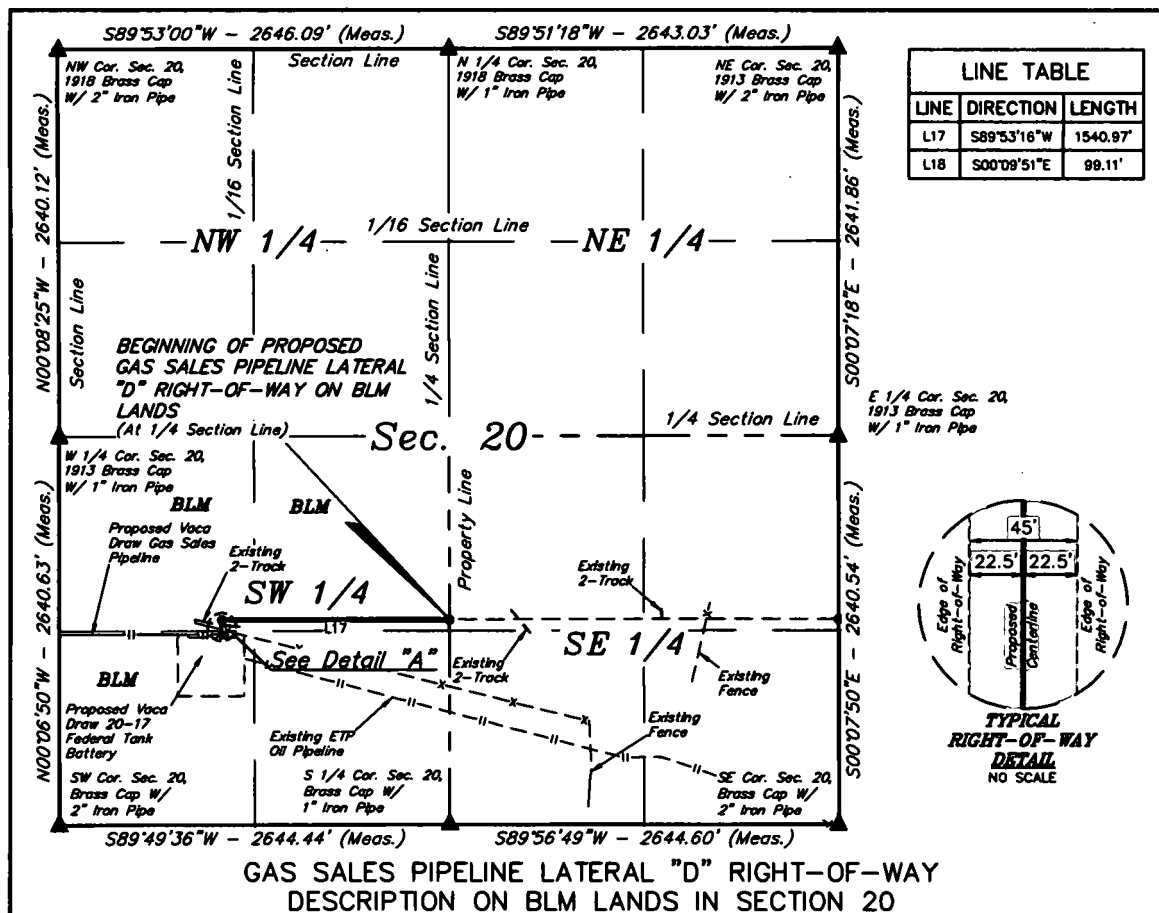 S89°53'00"W - 2646.09' (Meas.)
S89°51'18"W - 2643.03' (Meas.)
Section Line
NW Cor. Sec. 20,
1918 Brass Cap
W/ 2" Iron Pipe
N 1/4 Cor. Sec. 20,
1918 Brass Cap
W/ 1" Iron Pipe
NE Cor. Sec. 20,
1913 Brass Cap
W/ 2" Iron Pipe
LINE TABLE
LINE DIRECTION LENGTH
L17 S89°53'16"W 1540.97'
L18 S00°09'51"E 99.11'
N00°08'25"W - 2640.12' (Meas.)
Section Line
1/16 Section Line
1/16 Section Line
NW 1/4
NE 1/4
1/4 Section Line
S00°07'18"E - 2641.86' (Meas.)
BEGINNING OF PROPOSED
GAS SALES PIPELINE LATERAL
"D" RIGHT-OF-WAY ON BLM
LANDS
(At 1/4 Section Line)
Sec. 20
1/4 Section Line
E 1/4 Cor. Sec. 20,
1913 Brass Cap
W/ 1" Iron Pipe
W 1/4 Cor. Sec. 20,
1913 Brass Cap
W/ 1" Iron Pipe
BLM
BLM
Property Line
Proposed Vaca
Draw Gas Sales
Pipeline
Existing
2-Track
SW 1/4
L17
See Detail "A"
Existing
2-Track
SE 1/4
Existing
2-Track
Existing
Fence
Existing
Fence
BLM
Proposed Vaca
Draw 20-17
Federal Tank
Battery
Existing ETP
Oil Pipeline
N00°06'50"W - 2640.63' (Meas.)
S00°07'50"E - 2640.54' (Meas.)
SW Cor. Sec. 20,
Brass Cap W/
2" Iron Pipe
S 1/4 Cor. Sec. 20,
Brass Cap W/
1" Iron Pipe
SE Cor. Sec. 20,
Brass Cap W/
2" Iron Pipe
S89°49'36"W - 2644.44' (Meas.)
S89°56'49"W - 2644.60' (Meas.)
45'
22.5' 22.5'
Edge of
Right-of-Way
Proposed
Centerline
Edge of
Right-of-Way
TYPICAL
RIGHT-OF-WAY
DETAIL
NO SCALE
GAS SALES PIPELINE LATERAL "D" RIGHT-OF-WAY
DESCRIPTION ON BLM LANDS IN SECTION 20